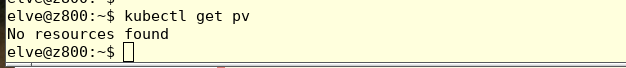 elve@z800:~$ kubectl get pv
No resources found
elve@z800:~$